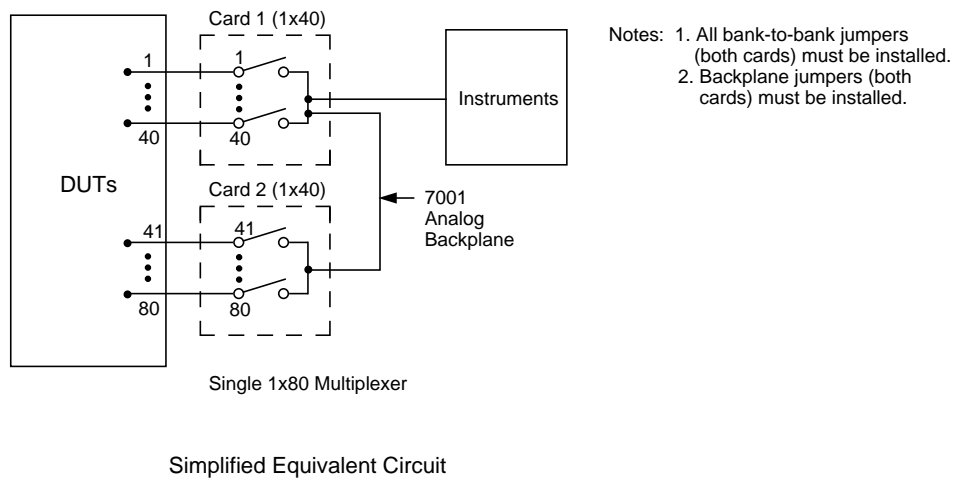 Card 1 (1x40)
Notes: 1. All bank-to-bank jumpers
(both cards) must be installed.
2. Backplane jumpers (both
cards) must be installed.
1
1
Instruments
40
40
DUTs
Card 2 (1x40)
7001
Analog
Backplane
41
41
80
80
Single 1x80 Multiplexer
Simplified Equivalent Circuit